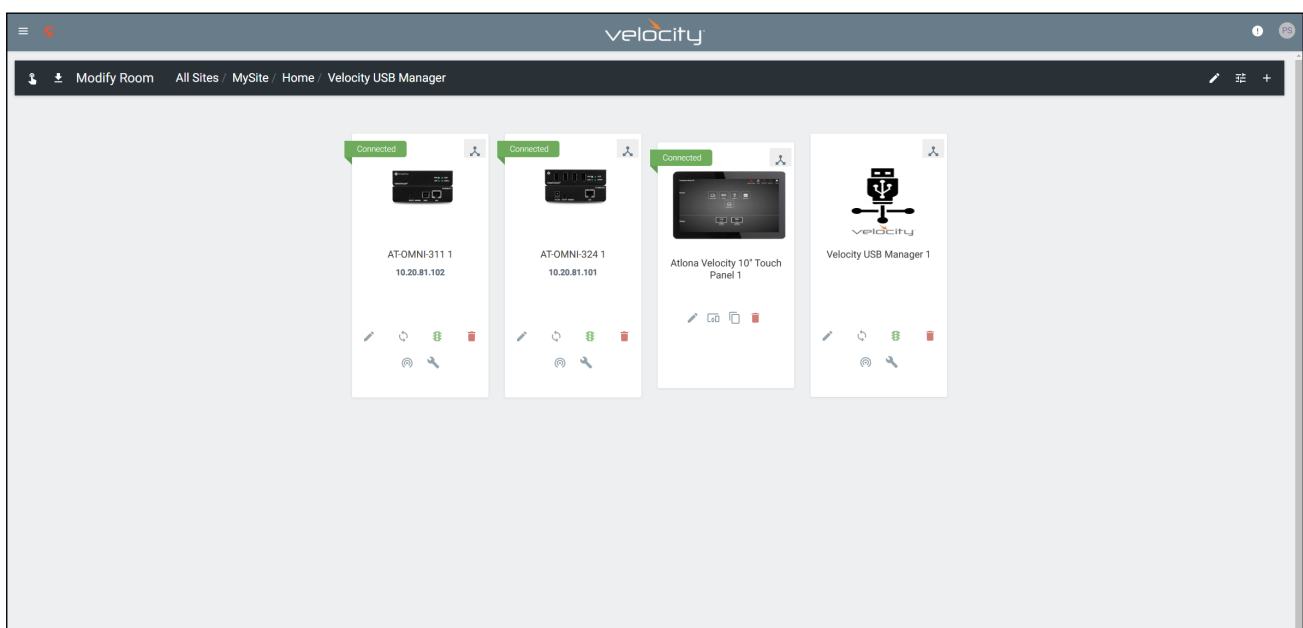 velocity
PS
Modify Room All Sites / MySite / Home / Velocity USB Manager
Connected
AT-OMNI-311 1
10.20.81.102
Connected
AT-OMNI-324 1
10.20.81.101
Connected
Atlona Velocity 10" Touch
Panel 1
velocity
Velocity USB Manager 1